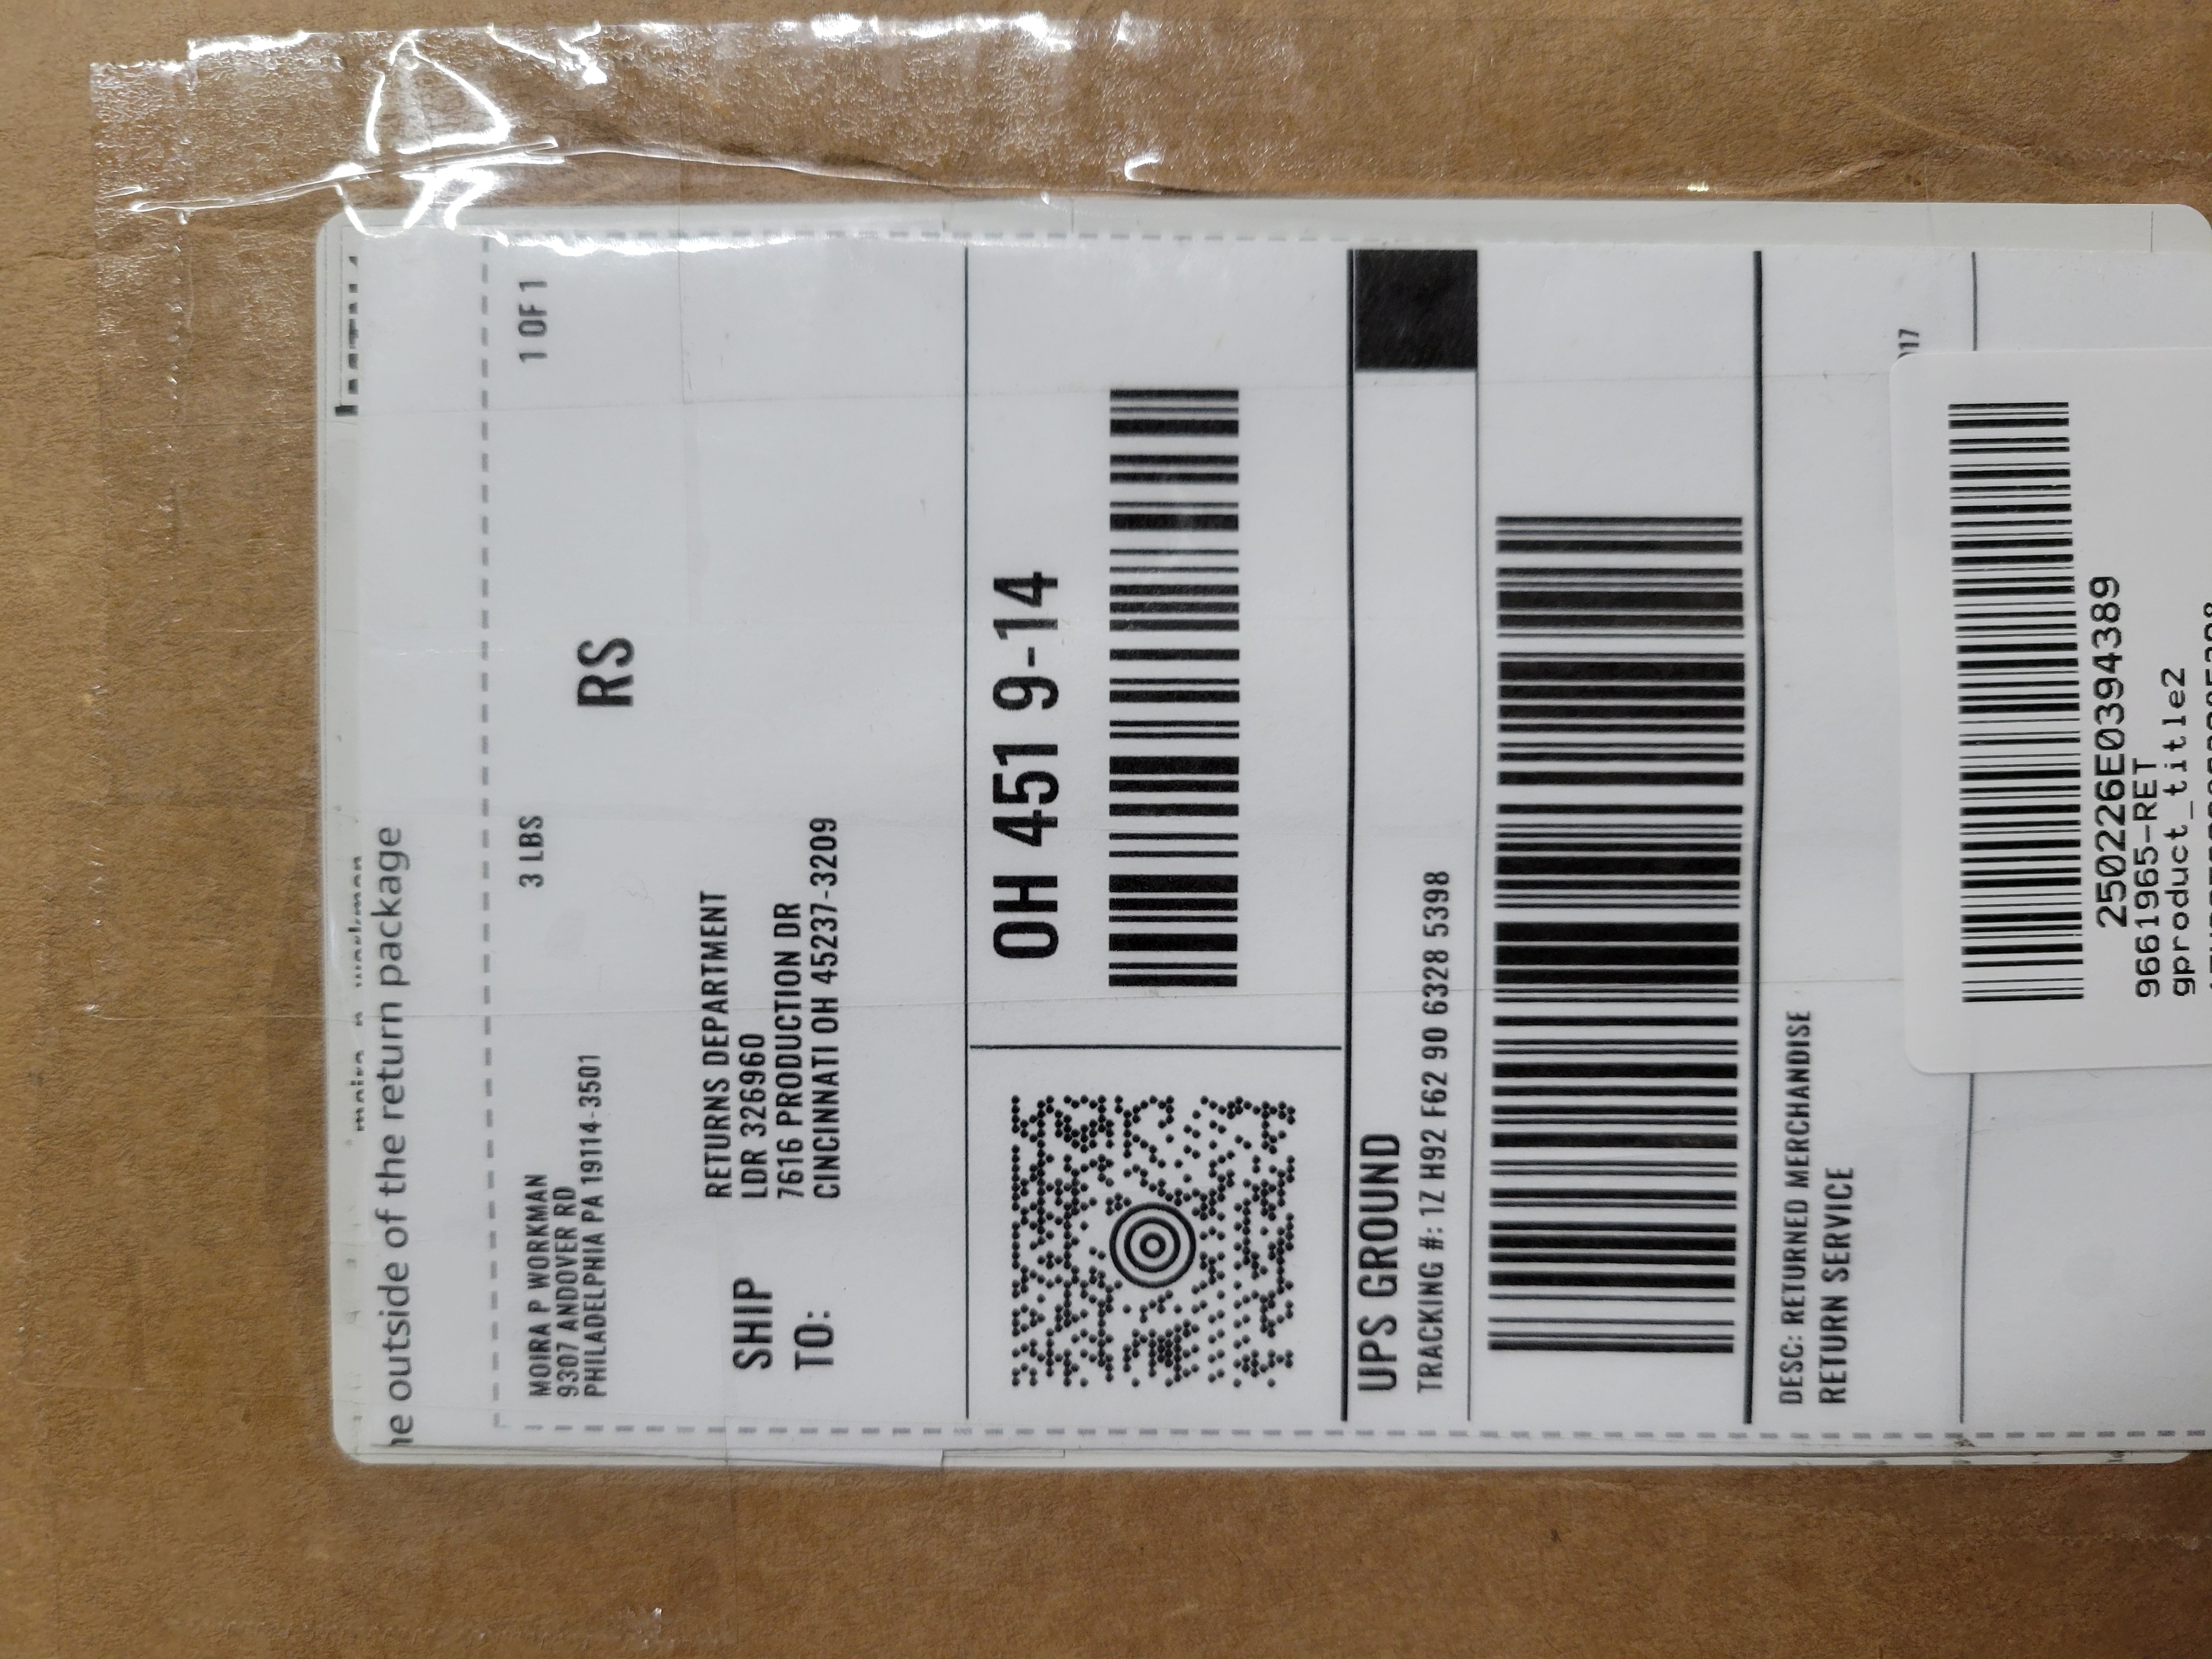 he outside of the return package
MOIRA P WORKMAN
9307 ANDOVER RD
PHILADELPHIA PA 19114-3501
3 LBS
1 OF 1
RS
SHIP
TO:
RETURNS DEPARTMENT
LDR 326960
7616 PRODUCTION DR
CINCINNATI OH 45237-3209
OH 451 9-14
UPS GROUND
TRACKING #: 1Z H92 F62 90 6328 5398
DESC: RETURNED MERCHANDISE
RETURN SERVICE
250226E0394389
96619965-RET
gproduct_title2